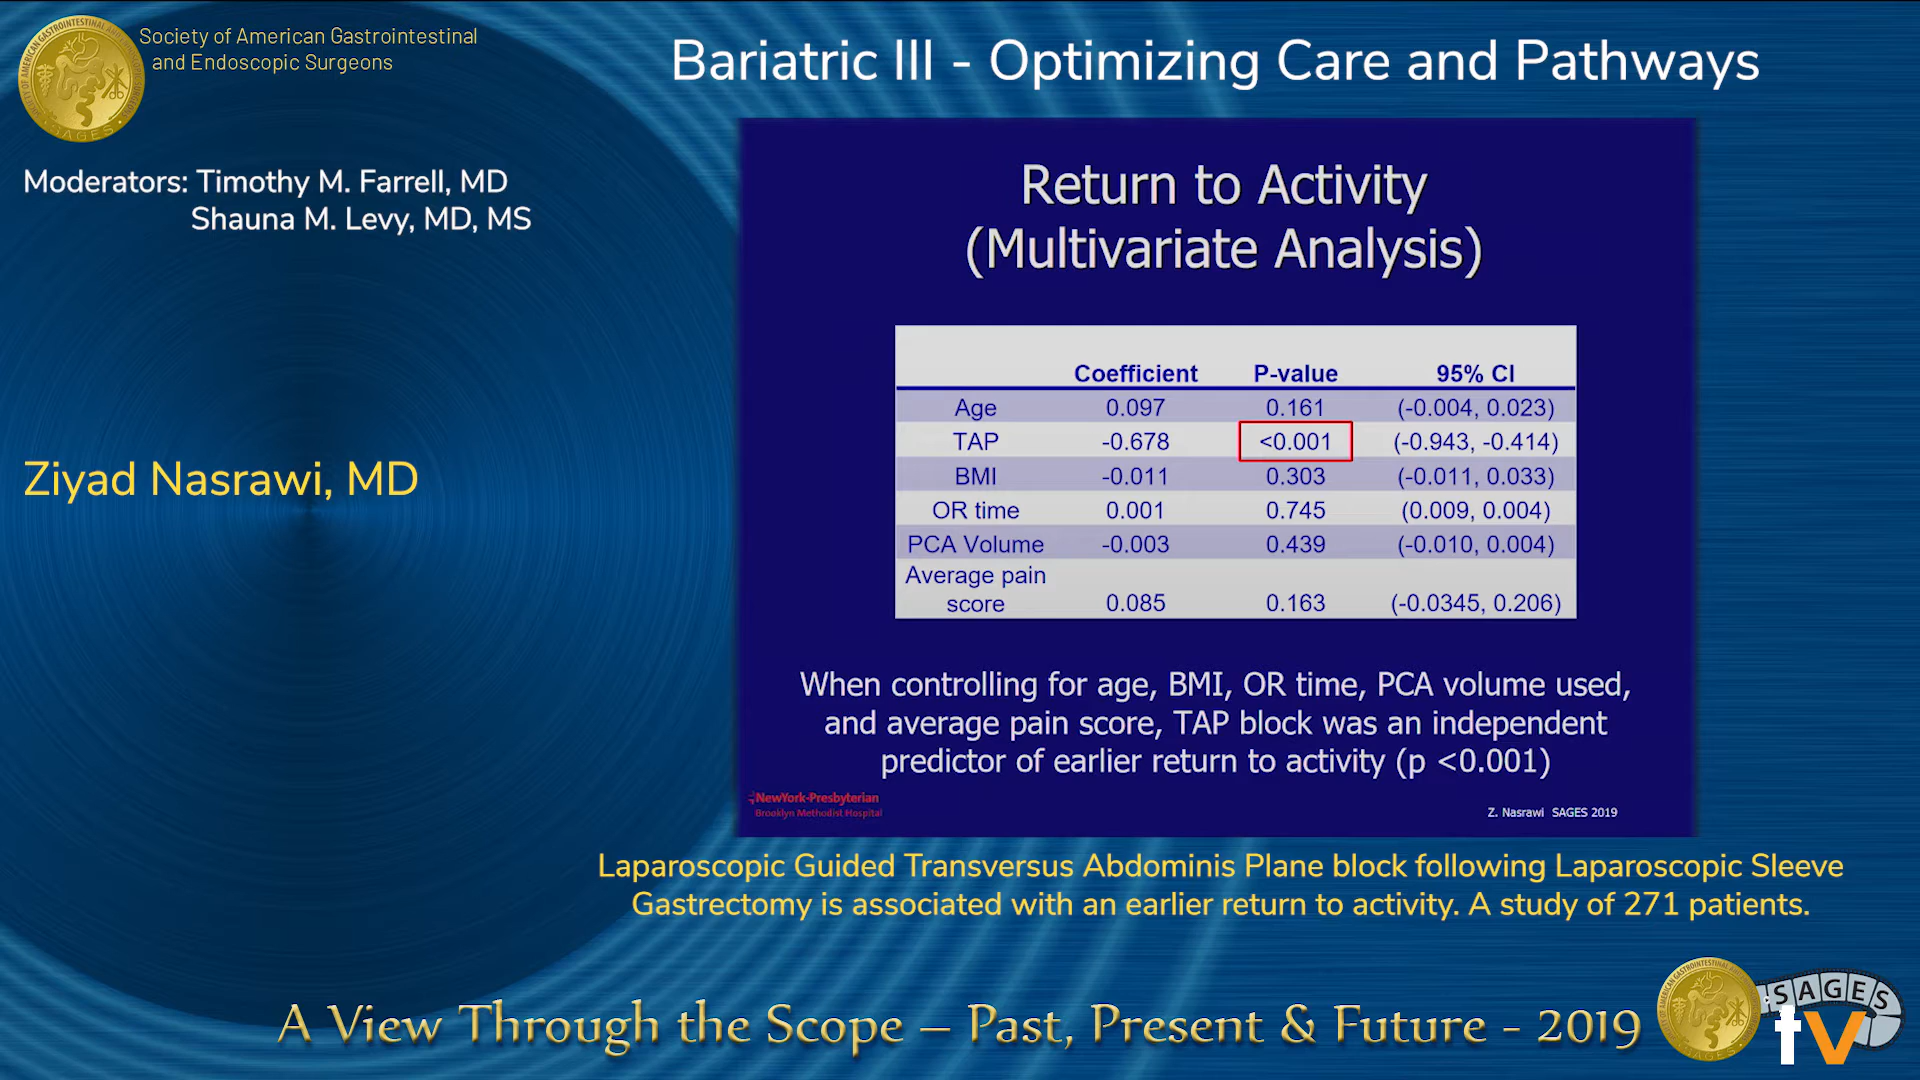 Society of American Gastrointestinal
and Endoscopic Surgeons
Bariatric III - Optimizing Care and Pathways
Moderators: Timothy M. Farrell, MD
Shauna M. Levy, MD, MS
Ziyad Nasrawi, MD
Return to Activity
(Multivariate Analysis)
Coefficient P-value 95% CI
Age 0.097 0.161 (-0.004, 0.023)
TAP -0.678 <0.001 (-0.943, -0.414)
BMI -0.011 0.303 (-0.011, 0.033)
OR time 0.001 0.745 (0.009, 0.004)
PCA Volume -0.003 0.439 (-0.010, 0.004)
Average pain
score 0.085 0.163 (-0.0345, 0.206)
When controlling for age, BMI, OR time, PCA volume used,
and average pain score, TAP block was an independent
predictor of earlier return to activity (p <0.001)
NewYork-Presbyterian
Brooklyn Methodist Hospital
Z. Nasrawi SAGES 2019
Laparoscopic Guided Transversus Abdominis Plane block following Laparoscopic Sleeve
Gastrectomy is associated with an earlier return to activity. A study of 271 patients.
A View Through the Scope – Past, Present & Future - 2019
SAGES
tv